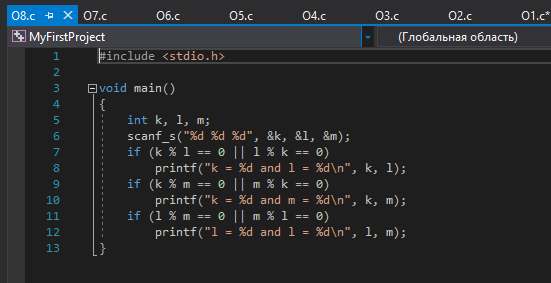 O8.c O7.c O6.c O5.c O4.c O3.c O2.c O1.c*
MyFirstProject (Глобальная область)
1 #include <stdio.h>
2
3 void main()
4 {
5 int k, l, m;
6 scanf_s("%d %d %d", &k, &l, &m);
7 if (k % l == 0 || l % k == 0)
8 printf("k = %d and l = %d\n", k, l);
9 if (k % m == 0 || m % k == 0)
10 printf("k = %d and m = %d\n", k, m);
11 if (l % m == 0 || m % l == 0)
12 printf("l = %d and l = %d\n", l, m);
13 }